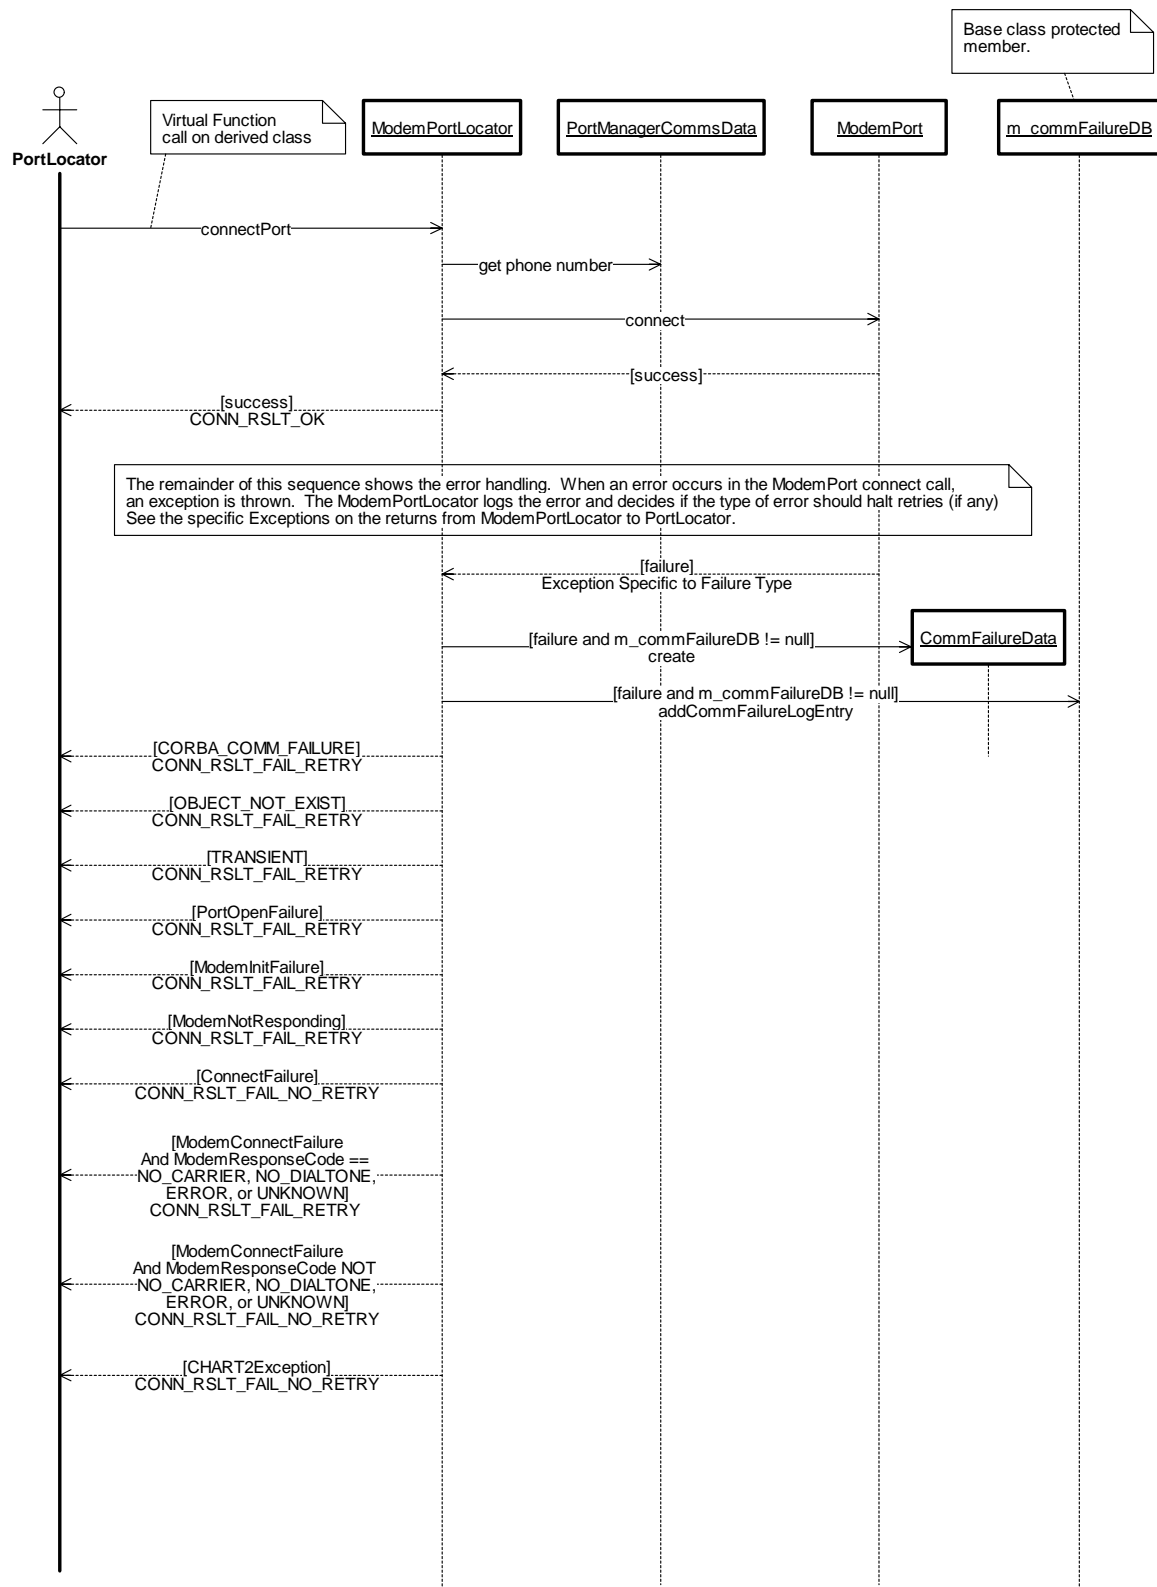 Base class protected
member.
Virtual Function
call on derived class
PortLocator
ModemPortLocator
PortManagerCommsData
ModemPort
m_commFailureDB
connectPort
get phone number
connect
[success]
[success]
CONN_RSLT_OK
The remainder of this sequence shows the error handling. When an error occurs in the ModemPort connect call,
an exception is thrown. The ModemPortLocator logs the error and decides if the type of error should halt retries (if any)
See the specific Exceptions on the returns from ModemPortLocator to PortLocator.
[failure]
Exception Specific to Failure Type
[failure and m_commFailureDB != null]
create
CommFailureData
[failure and m_commFailureDB != null]
addCommFailureLogEntry
[CORBA_COMM_FAILURE]
CONN_RSLT_FAIL_RETRY
[OBJECT_NOT_EXIST]
CONN_RSLT_FAIL_RETRY
[TRANSIENT]
CONN_RSLT_FAIL_RETRY
[PortOpenFailure]
CONN_RSLT_FAIL_RETRY
[ModemInitFailure]
CONN_RSLT_FAIL_RETRY
[ModemNotResponding]
CONN_RSLT_FAIL_RETRY
[ConnectFailure]
CONN_RSLT_FAIL_NO_RETRY
[ModemConnectFailure
And ModemResponseCode ==
NO_CARRIER, NO_DIALTONE,
ERROR, or UNKNOWN]
CONN_RSLT_FAIL_RETRY
[ModemConnectFailure
And ModemResponseCode NOT
NO_CARRIER, NO_DIALTONE,
ERROR, or UNKNOWN]
CONN_RSLT_FAIL_NO_RETRY
[CHART2Exception]
CONN_RSLT_FAIL_NO_RETRY